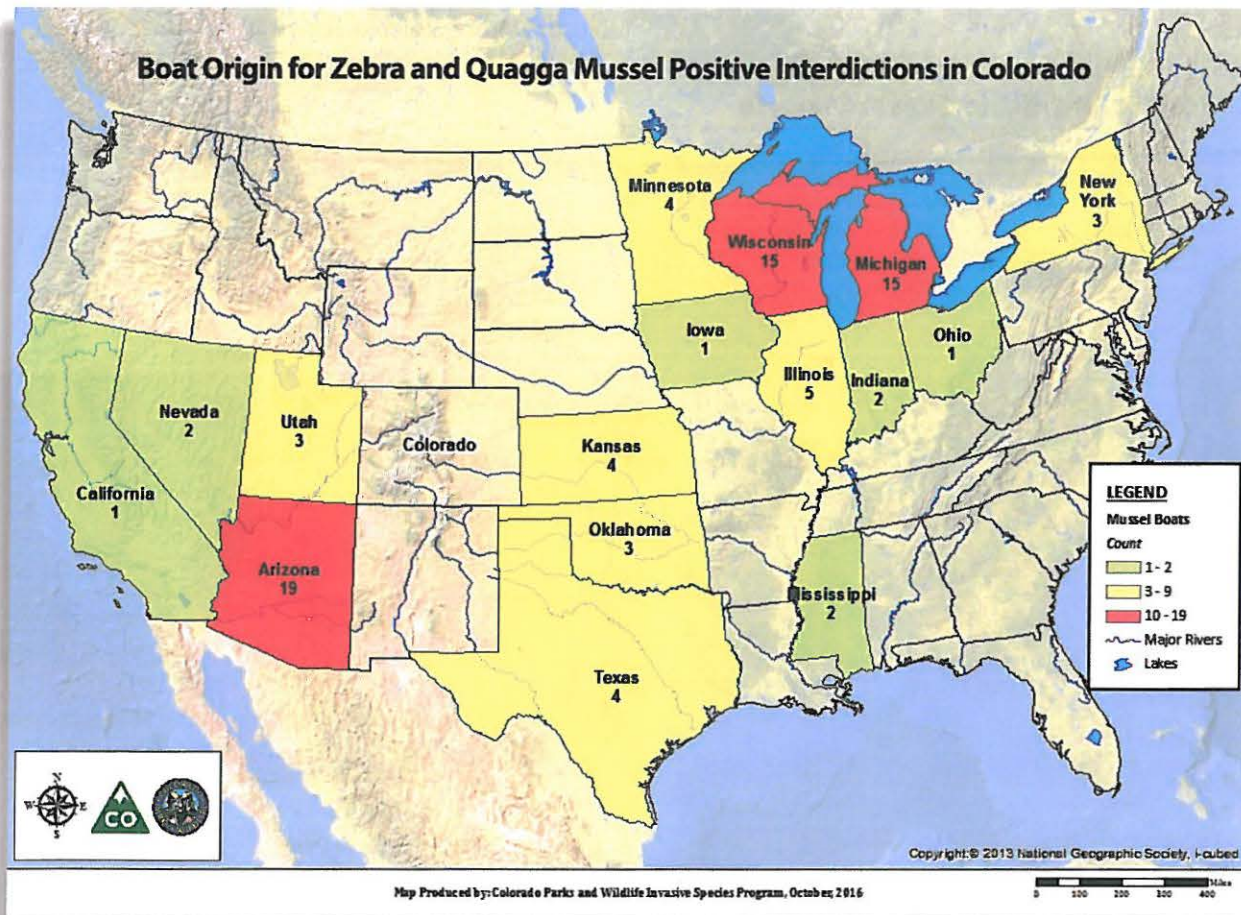 Boat Origin for Zebra and Quagga Mussel Positive Interdictions in Colorado
Minnesota
4
New
York
3
Wisconsin
15
Michigan
15
Iowa
1
Ohio
1
Illinois
5
Indiana
2
Nevada
2
Utah
3
Colorado
Kansas
4
California
1
Oklahoma
3
Arizona
19
Mississippi
2
Texas
4
LEGEND
Mussel Boats
Count
1 - 2
3 - 9
10 - 19
Major Rivers
Lakes
N
W
E
S
CO
Copyright:© 2013 National Geographic Society, i-cubed
Map Produced by: Colorado Parks and Wildlife Invasive Species Program, October, 2016
Miles
0 100 200 300 400